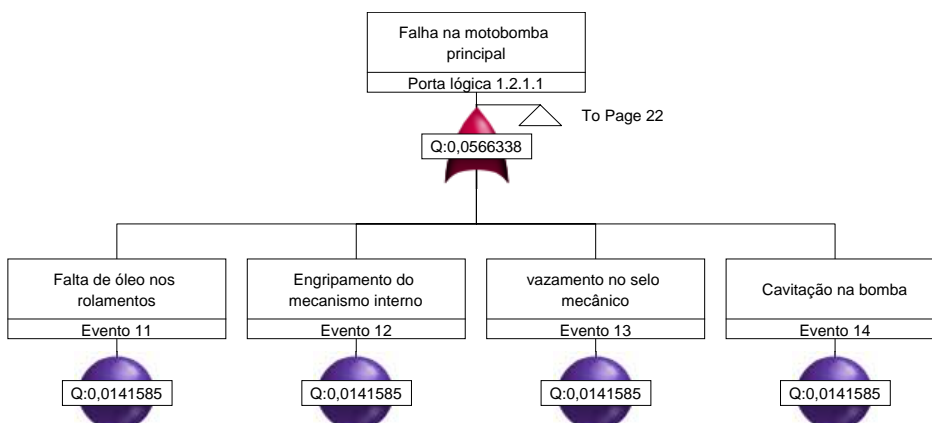 Falha na motobomba
principal
Porta lógica 1.2.1.1
To Page 22
Q:0,0566338
Falta de óleo nos
rolamentos
Evento 11
Q:0,0141585
Engripamento do
mecanismo interno
Evento 12
Q:0,0141585
vazamento no selo
mecânico
Evento 13
Q:0,0141585
Cavitação na bomba
Evento 14
Q:0,0141585